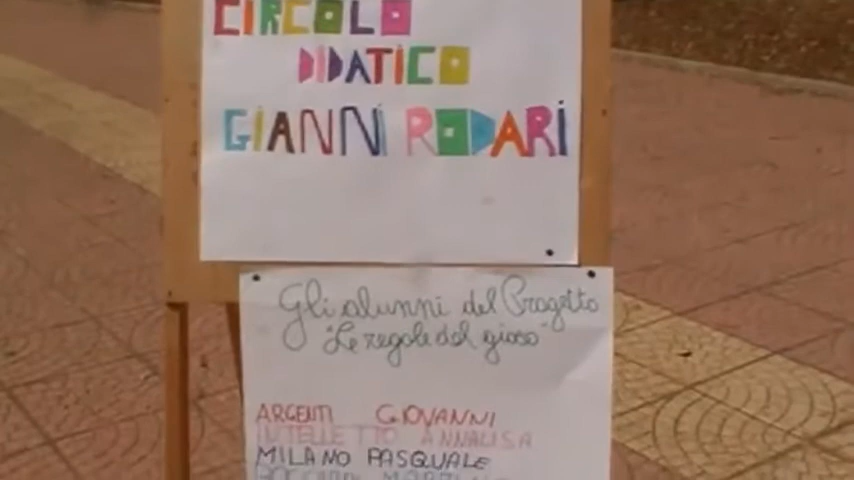 CIRCOLO
DIDATICO
GIANNI RODARI
Gli alunni del Progetto
"Le regole del gioco"
ARGENTI GIOVANNI
INTELLETTO ANNALISA
MILANO PASQUALE